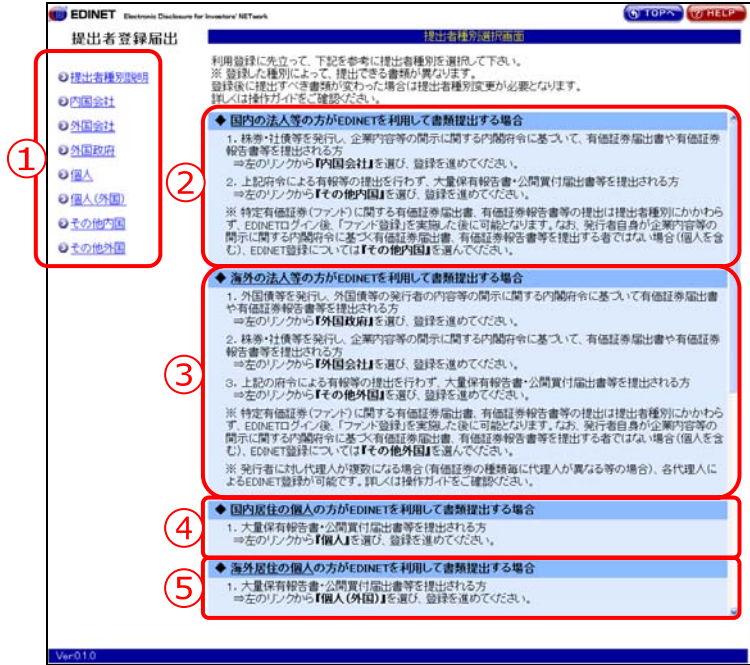 EDINET Electronic Disclosure for Investors' NETwork
TOPへ
HELP
提出者登録届出
提出者種別選択画面
①
提出者種別説明
内国会社
外国会社
外国政府
個人
個人(外国)
その他内国
その他外国
利用登録に先立って、下記を参考に提出者種別を選択して下さい。
※ 登録した種別によって、提出できる書類が異なります。
登録後に提出すべき書類が変わった場合は提出者種別変更が必要となります。
詳しくは操作ガイドをご確認ください。
②
◆ 国内の法人等の方がEDINETを利用して書類提出する場合
1. 株券・社債等を発行し、企業内容等の開示に関する内閣府令に基づいて、有価証券届出書や有価証券
報告書等を提出される方
⇒左のリンクから『内国会社』を選び、登録を進めてください。
2. 上記府令による有報等の提出を行わず、大量保有報告書・公開買付届出書等を提出される方
⇒左のリンクから『その他内国』を選び、登録を進めてください。
※ 特定有価証券(ファンド)に関する有価証券届出書、有価証券報告書等の提出は提出者種別にかかわら
ず、EDINETログイン後、「ファンド登録」を実施した後に可能となります。なお、発行者自身が企業内容等の
開示に関する内閣府令に基づく有価証券届出書、有価証券報告書等を提出する者ではない場合(個人を含
む)、EDINET登録については『その他内国』を選んでください。
③
◆ 海外の法人等の方がEDINETを利用して書類提出する場合
1. 外国債等を発行し、外国債等の発行者の内容等の開示に関する内閣府令に基づいて有価証券届出書
や有価証券報告書等を提出される方
⇒左のリンクから『外国政府』を選び、登録を進めてください。
2. 株券・社債等を発行し、企業内容等の開示に関する内閣府令に基づいて、有価証券届出書や有価証券
報告書等を提出される方
⇒左のリンクから『外国会社』を選び、登録を進めてください。
3. 上記の府令による有報等の提出を行わず、大量保有報告書・公開買付届出書等を提出される方
⇒左のリンクから『その他外国』を選び、登録を進めてください。
※ 特定有価証券(ファンド)に関する有価証券届出書、有価証券報告書等の提出は提出者種別にかかわら
ず、EDINETログイン後、「ファンド登録」を実施した後に可能となります。なお、発行者自身が企業内容等の
開示に関する内閣府令に基づく有価証券届出書、有価証券報告書等を提出する者ではない場合(個人を含
む)、EDINET登録については『その他外国』を選んでください。
※ 発行者に対し代理人が複数になる場合(有価証券の種類毎に代理人が異なる等の場合)、各代理人に
よるEDINET登録が可能です。詳しくは操作ガイドをご確認ください。
④
◆ 国内居住の個人の方がEDINETを利用して書類提出する場合
1. 大量保有報告書・公開買付届出書等を提出される方
⇒左のリンクから『個人』を選び、登録を進めてください。
⑤
◆ 海外居住の個人の方がEDINETを利用して書類提出する場合
1. 大量保有報告書・公開買付届出書等を提出される方
⇒左のリンクから『個人(外国)』を選び、登録を進めてください。
Ver0.1.0